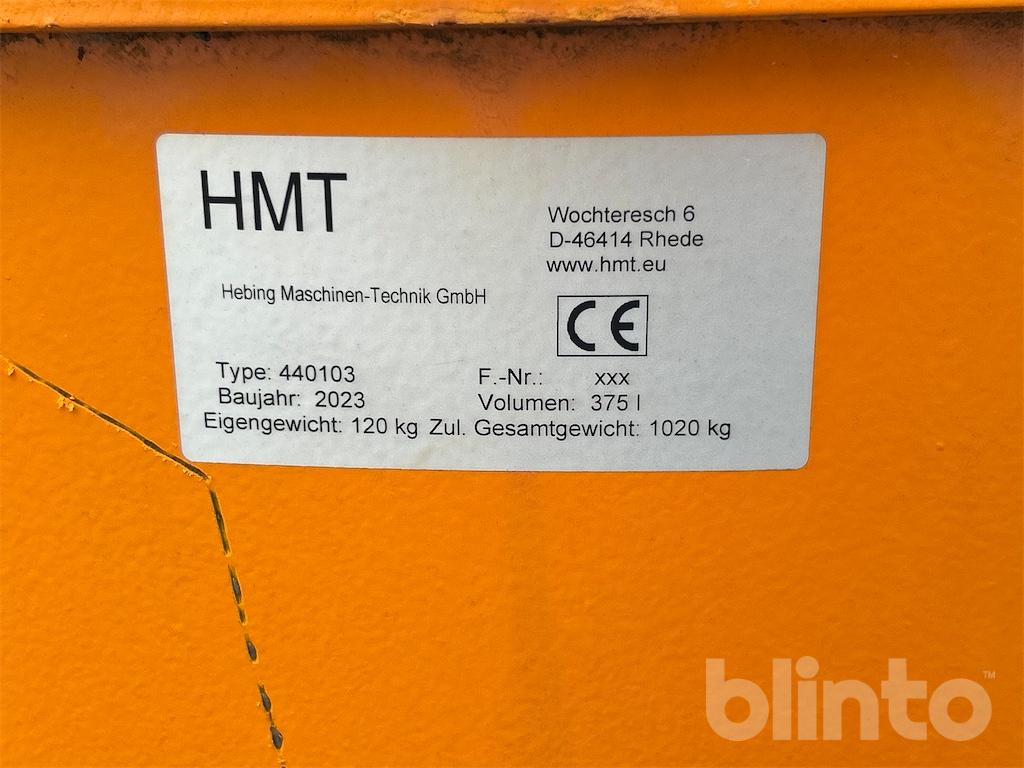 HMT
Wochteresch 6
D-46414 Rhede
www.hmt.eu
Hebing Maschinen-Technik GmbH
CE
Type: 440103 F.-Nr.: xxx
Baujahr: 2023 Volumen: 375 l
Eigengewicht: 120 kg Zul. Gesamtgewicht: 1020 kg
blinto™